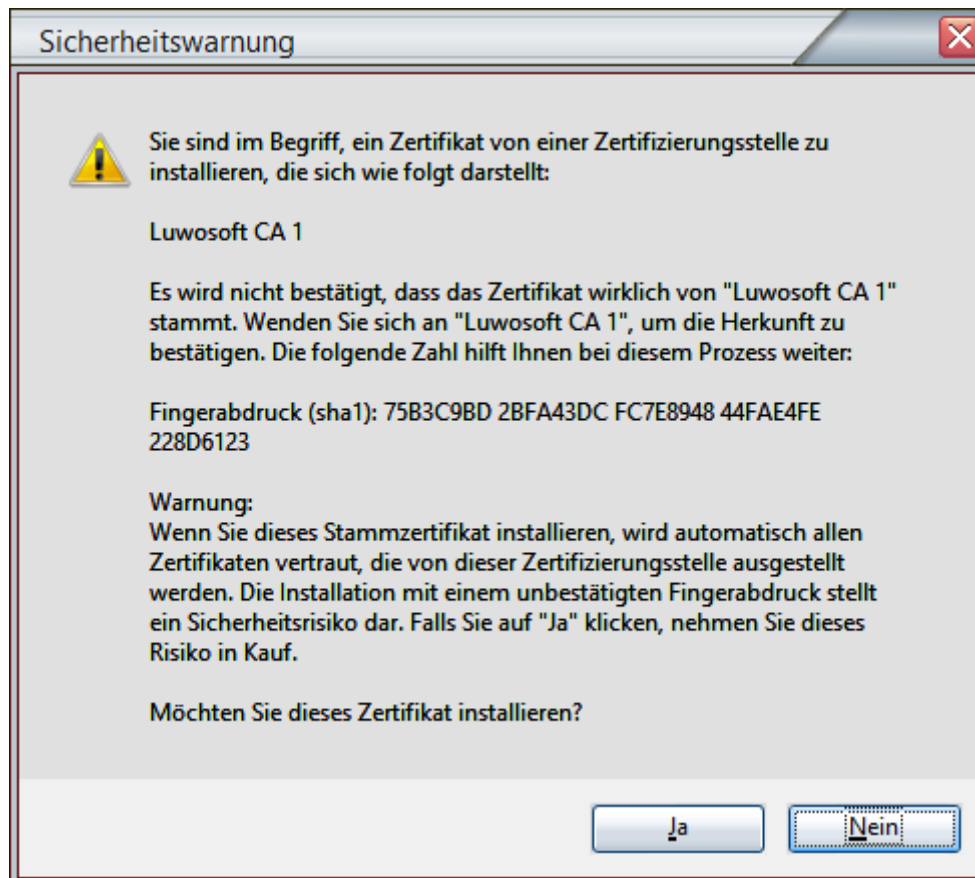 Sicherheitswarnung
Sie sind im Begriff, ein Zertifikat von einer Zertifizierungsstelle zu
installieren, die sich wie folgt darstellt:
Luwosoft CA 1
Es wird nicht bestätigt, dass das Zertifikat wirklich von "Luwosoft CA 1"
stammt. Wenden Sie sich an "Luwosoft CA 1", um die Herkunft zu
bestätigen. Die folgende Zahl hilft Ihnen bei diesem Prozess weiter:
Fingerabdruck (sha1): 75B3C9BD 2BFA43DC FC7E8948 44FAE4FE
228D6123
Warnung:
Wenn Sie dieses Stammzertifikat installieren, wird automatisch allen
Zertifikaten vertraut, die von dieser Zertifizierungsstelle ausgestellt
werden. Die Installation mit einem unbestätigten Fingerabdruck stellt
ein Sicherheitsrisiko dar. Falls Sie auf "Ja" klicken, nehmen Sie dieses
Risiko in Kauf.
Möchten Sie dieses Zertifikat installieren?
Ja
Nein